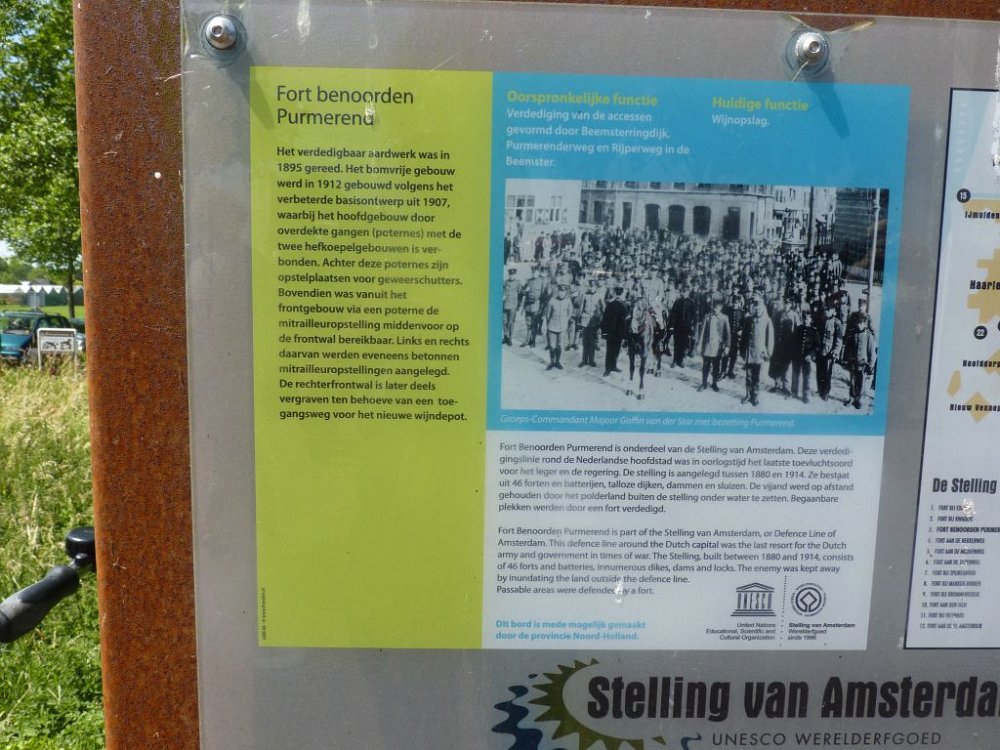 Fort benoorden
Purmerend
Het verdedigbaar aardwerk was in
1895 gereed. Het bomvrije gebouw
werd in 1912 gebouwd volgens het
verbeterde basisontwerp uit 1907,
waarbij het hoofdgebouw door
overdekte gangen (poternes) met de
twee hefkoepelgebouwen is ver-
bonden. Achter deze poternes zijn
opstelplaatsen voor geweerschutters.
Bovendien was vanuit het
frontgebouw via een poterne de
mitrailleuropstelling middenvoor op
de frontwal bereikbaar. Links en rechts
daarvan werden eveneens betonnen
mitrailleuropstellingen aangelegd.
De rechterfrontwal is later deels
vergraven ten behoeve van een toe-
gangsweg voor het nieuwe wijndepot.
Oorspronkelijke functie
Verdediging van de accessen
gevormd door Beemsterringdijk,
Purmerenderweg en Rijperweg in de
Beemster.
Huidige functie
Wijnopslag.
Groeps-Commandant Majoor Goffin van der Star met bezetting Purmerend.
Fort Benoorden Purmerend is onderdeel van de Stelling van Amsterdam. Deze verdedi-
gingslinie rond de Nederlandse hoofdstad was in oorlogstijd het laatste toevluchtsoord
voor het leger en de regering. De stelling is aangelegd tussen 1880 en 1914. Ze bestaat
uit 46 forten en batterijen, talloze dijken, dammen en sluizen. De vijand werd op afstand
gehouden door het polderland buiten de stelling onder water te zetten. Begaanbare
plekken werden door een fort verdedigd.
Fort Benoorden Purmerend is part of the Stelling van Amsterdam, or Defence Line of
Amsterdam. This defence line around the Dutch capital was the last resort for the Dutch
army and government in times of war. The Stelling, built between 1880 and 1914, consists
of 46 forts and batteries, innumerous dikes, dams and locks. The enemy was kept away
by inundating the land outside the defence line.
Passable areas were defended by a fort.
Dit bord is mede mogelijk gemaakt
door de provincie Noord-Holland.
UNESCO
United Nations
Educational, Scientific and
Cultural Organization
Stelling van Amsterdam
Werelderfgoed
sinds 1996
15
IJmuiden
Haarle
22
Hoofddorp
Nieuw Vennep
De Stelling
3. FORT BENOORDEN PURMER
Stelling van Amsterda
UNESCO WERELDERFGOED